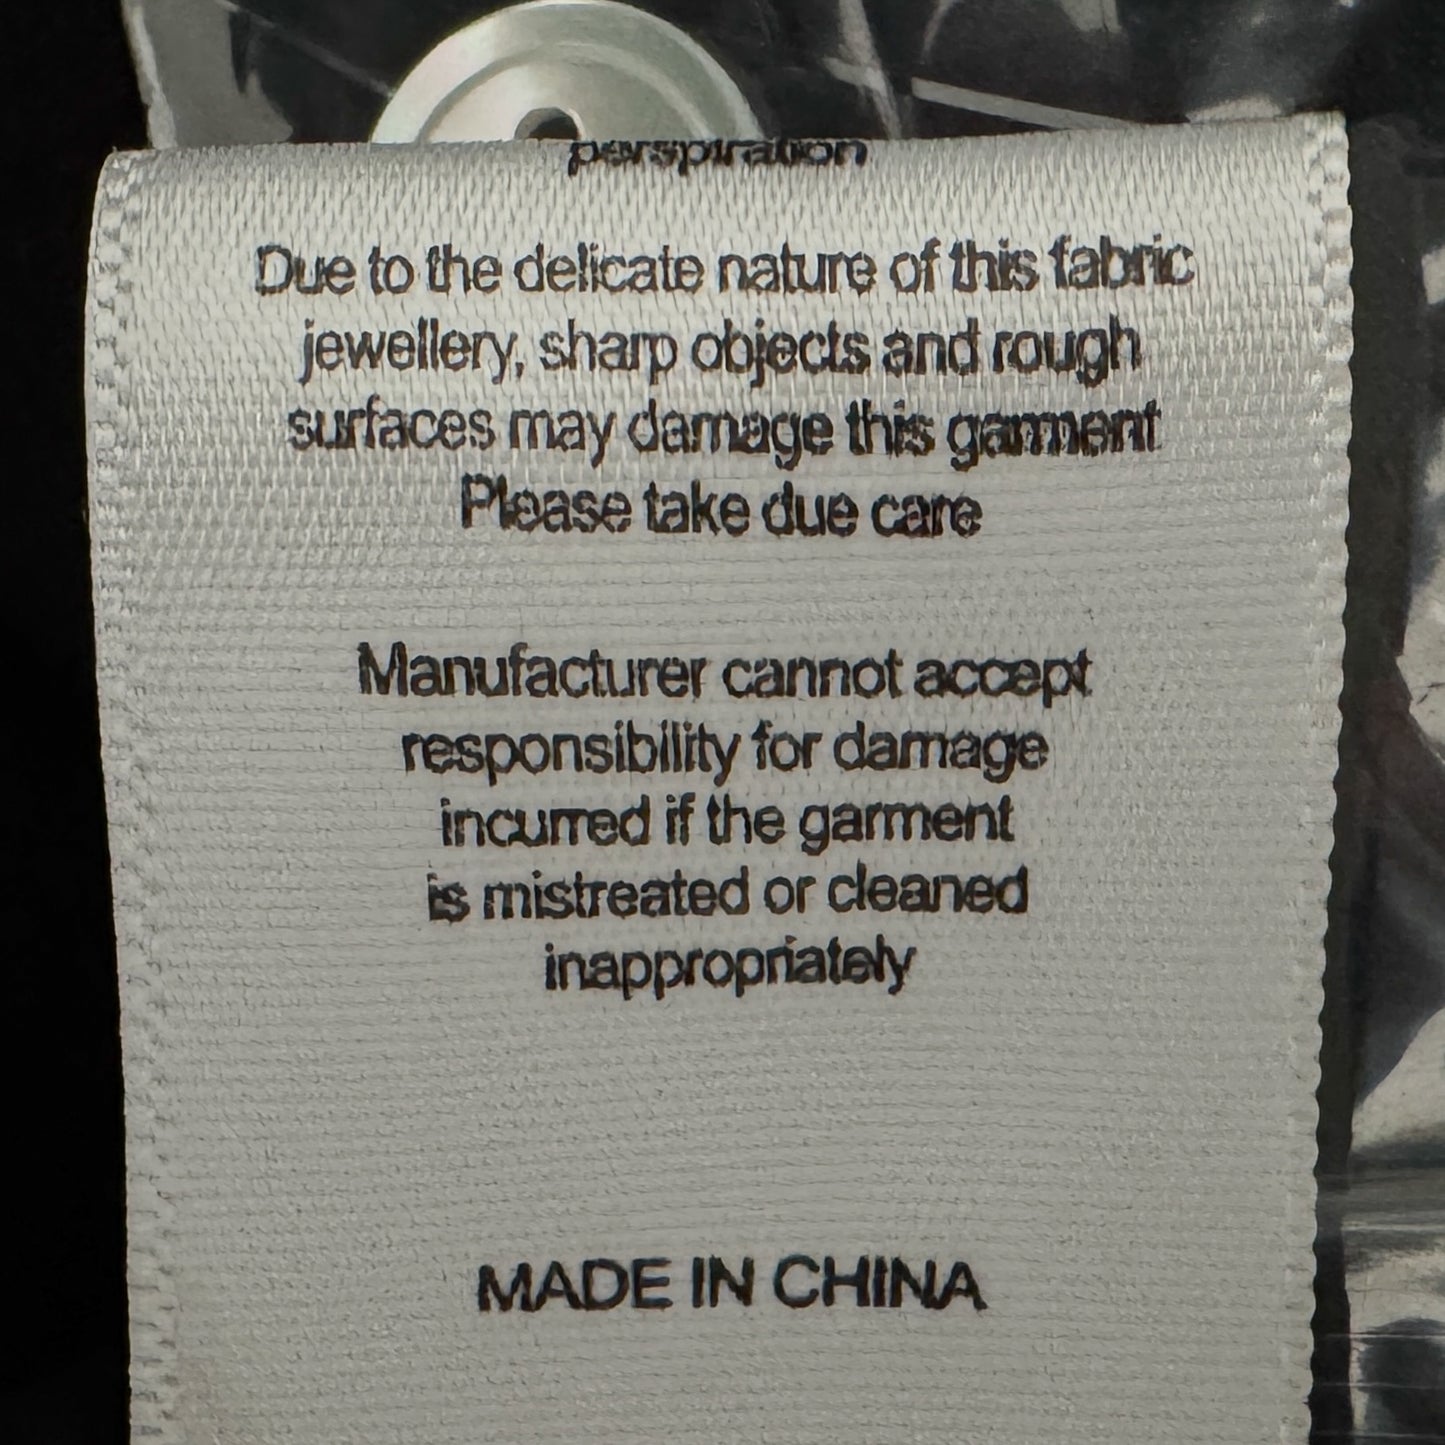 perspiration
Due to the delicate nature of this fabric
jewellery, sharp objects and rough
surfaces may damage this garment
Please take due care
Manufacturer cannot accept
responsibility for damage
incurred if the garment
is mistreated or cleaned
inappropriately
MADE IN CHINA